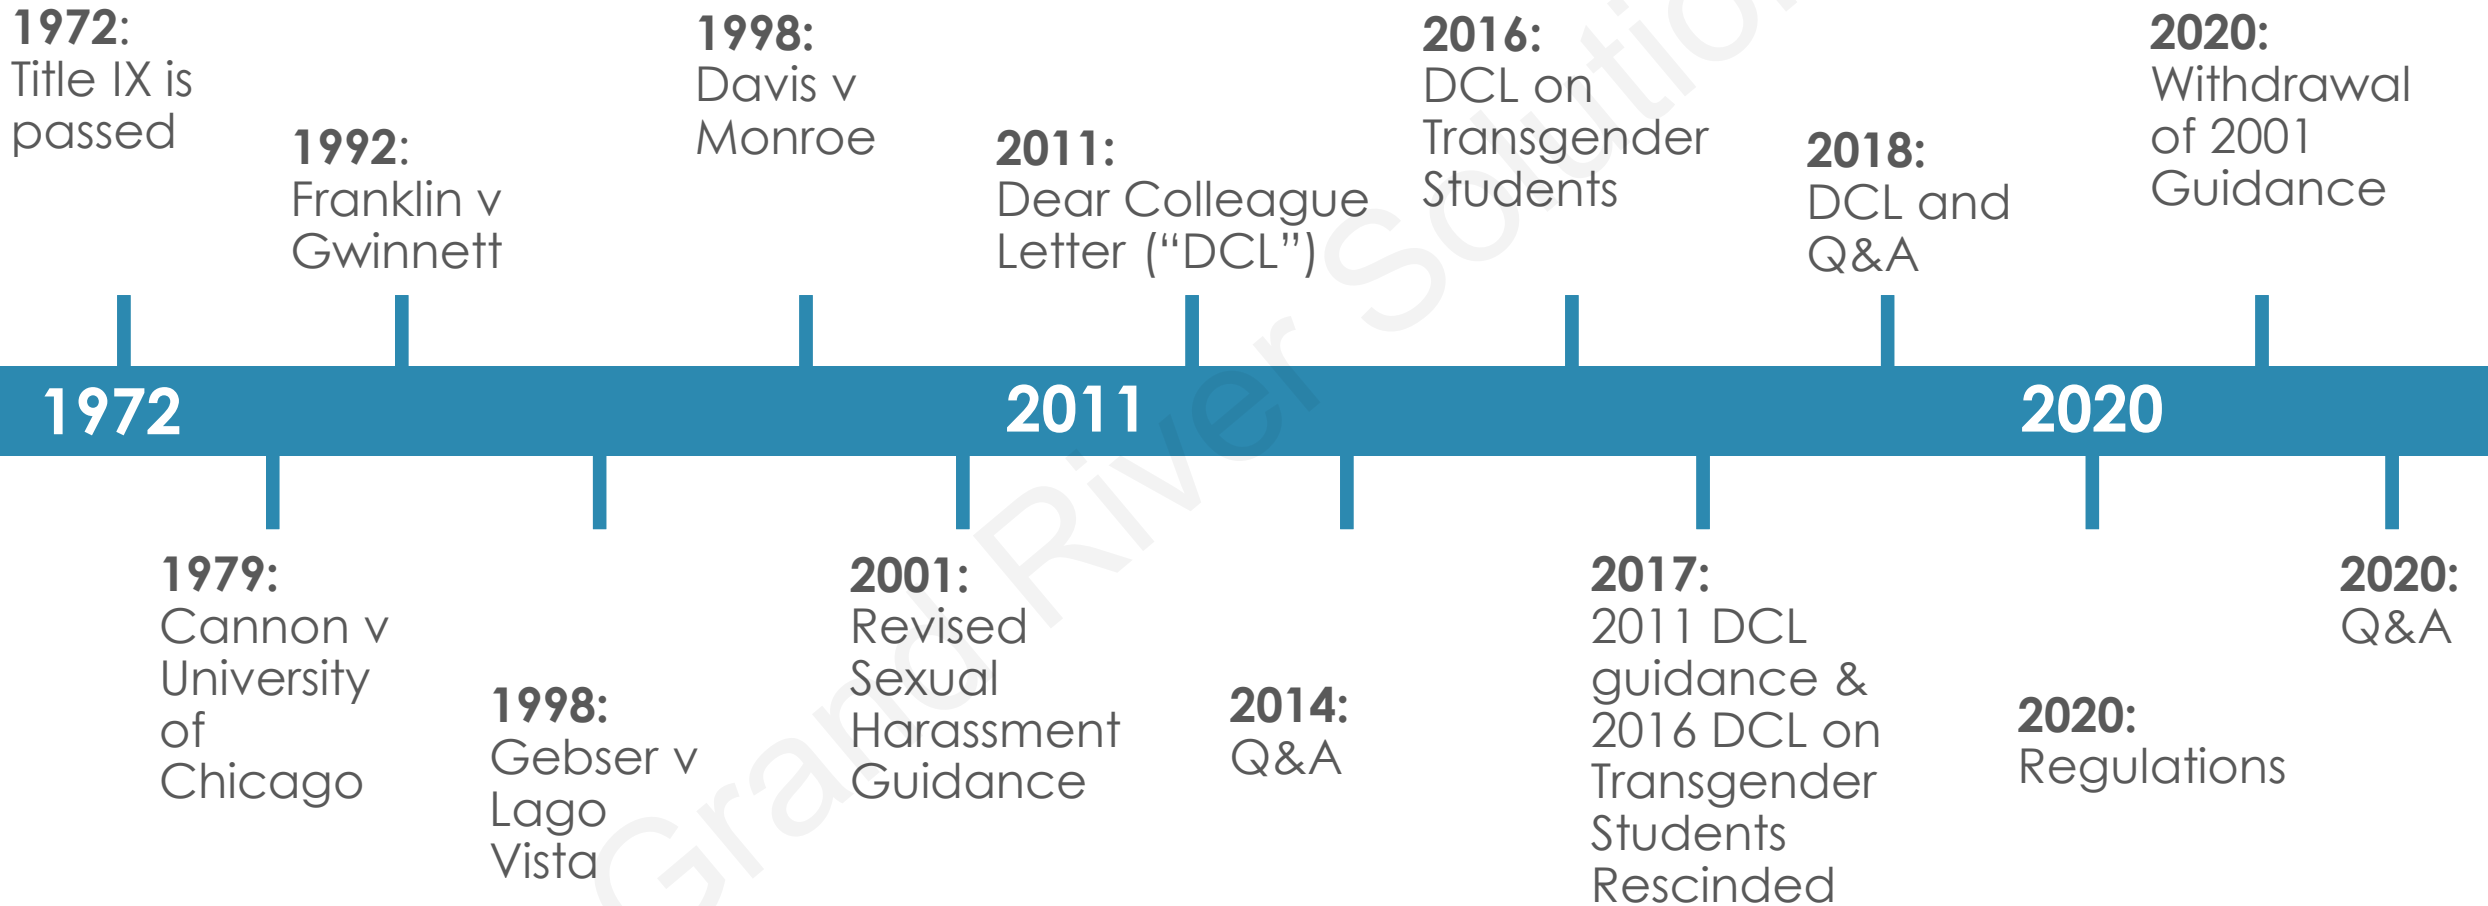 1972:
Title IX is
passed
1992:
Franklin v
Gwinnett
1998:
Davis v
Monroe
2011:
Dear Colleague
Letter (“DCL”)
2016:
DCL on
Transgender
Students
2018:
DCL and
Q&A
2020:
Withdrawal
of 2001
Guidance
1972
2011
2020
1979:
Cannon v
University
of
Chicago
1998:
Gebser v
Lago
Vista
2001:
Revised
Sexual
Harassment
Guidance
2014:
Q&A
2017:
2011 DCL
guidance &
2016 DCL on
Transgender
Students
Rescinded
2020:
Regulations
2020:
Q&A
Grand River Solutio